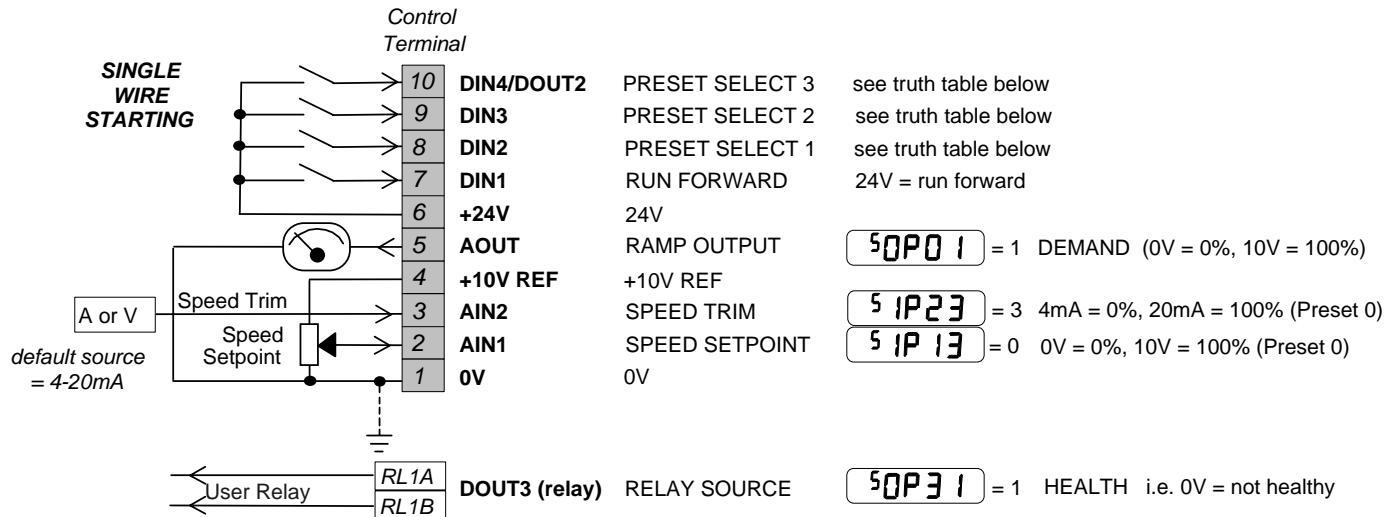 Control
Terminal
SINGLE
WIRE
STARTING
10 DIN4/DOUT2 PRESET SELECT 3 see truth table below
9 DIN3 PRESET SELECT 2 see truth table below
8 DIN2 PRESET SELECT 1 see truth table below
7 DIN1 RUN FORWARD 24V = run forward
6 +24V 24V
5 AOUT RAMP OUTPUT SOP01 = 1 DEMAND (0V = 0%, 10V = 100%)
4 +10V REF +10V REF
A or V Speed Trim 3 AIN2 SPEED TRIM SIP23 = 3 4mA = 0%, 20mA = 100% (Preset 0)
Speed
Setpoint 2 AIN1 SPEED SETPOINT SIP13 = 0 0V = 0%, 10V = 100% (Preset 0)
default source
= 4-20mA
1 0V 0V
User Relay RL1A
RL1B DOUT3 (relay) RELAY SOURCE SOP31 = 1 HEALTH i.e. 0V = not healthy